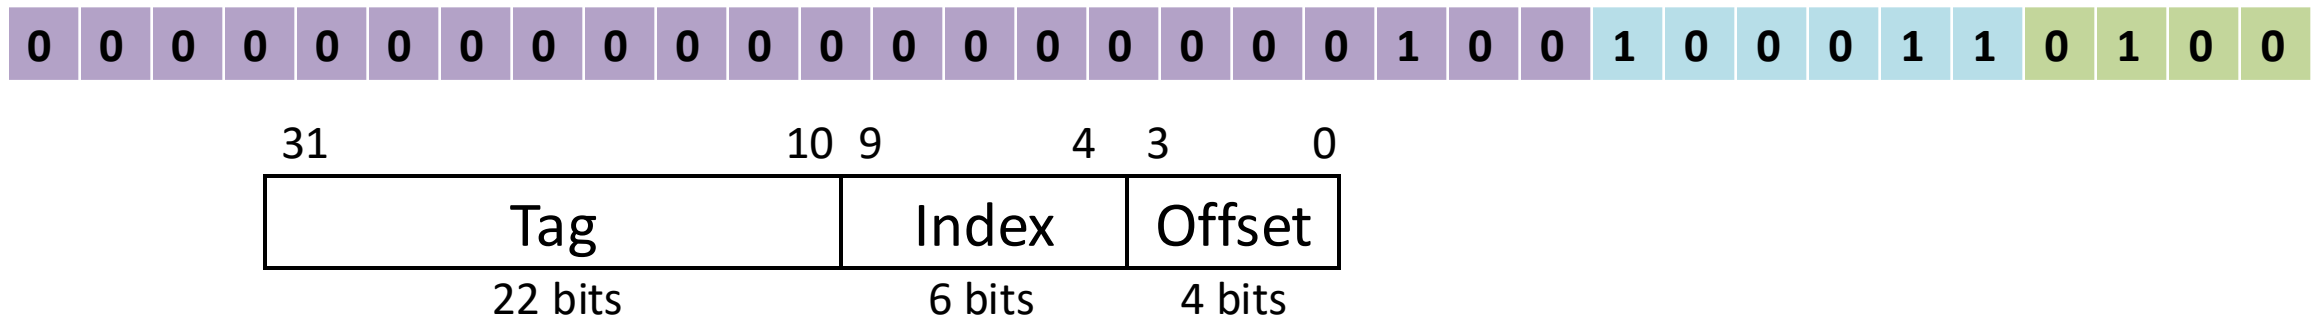 0 0 0 0 0 0 0 0 0 0 0 0 0 0 0 0 0 0 0 1 0 0 1 0 0 0 1 1 0 1 0 0
31 10 9 4 3 0
Tag Index Offset
22 bits 6 bits 4 bits